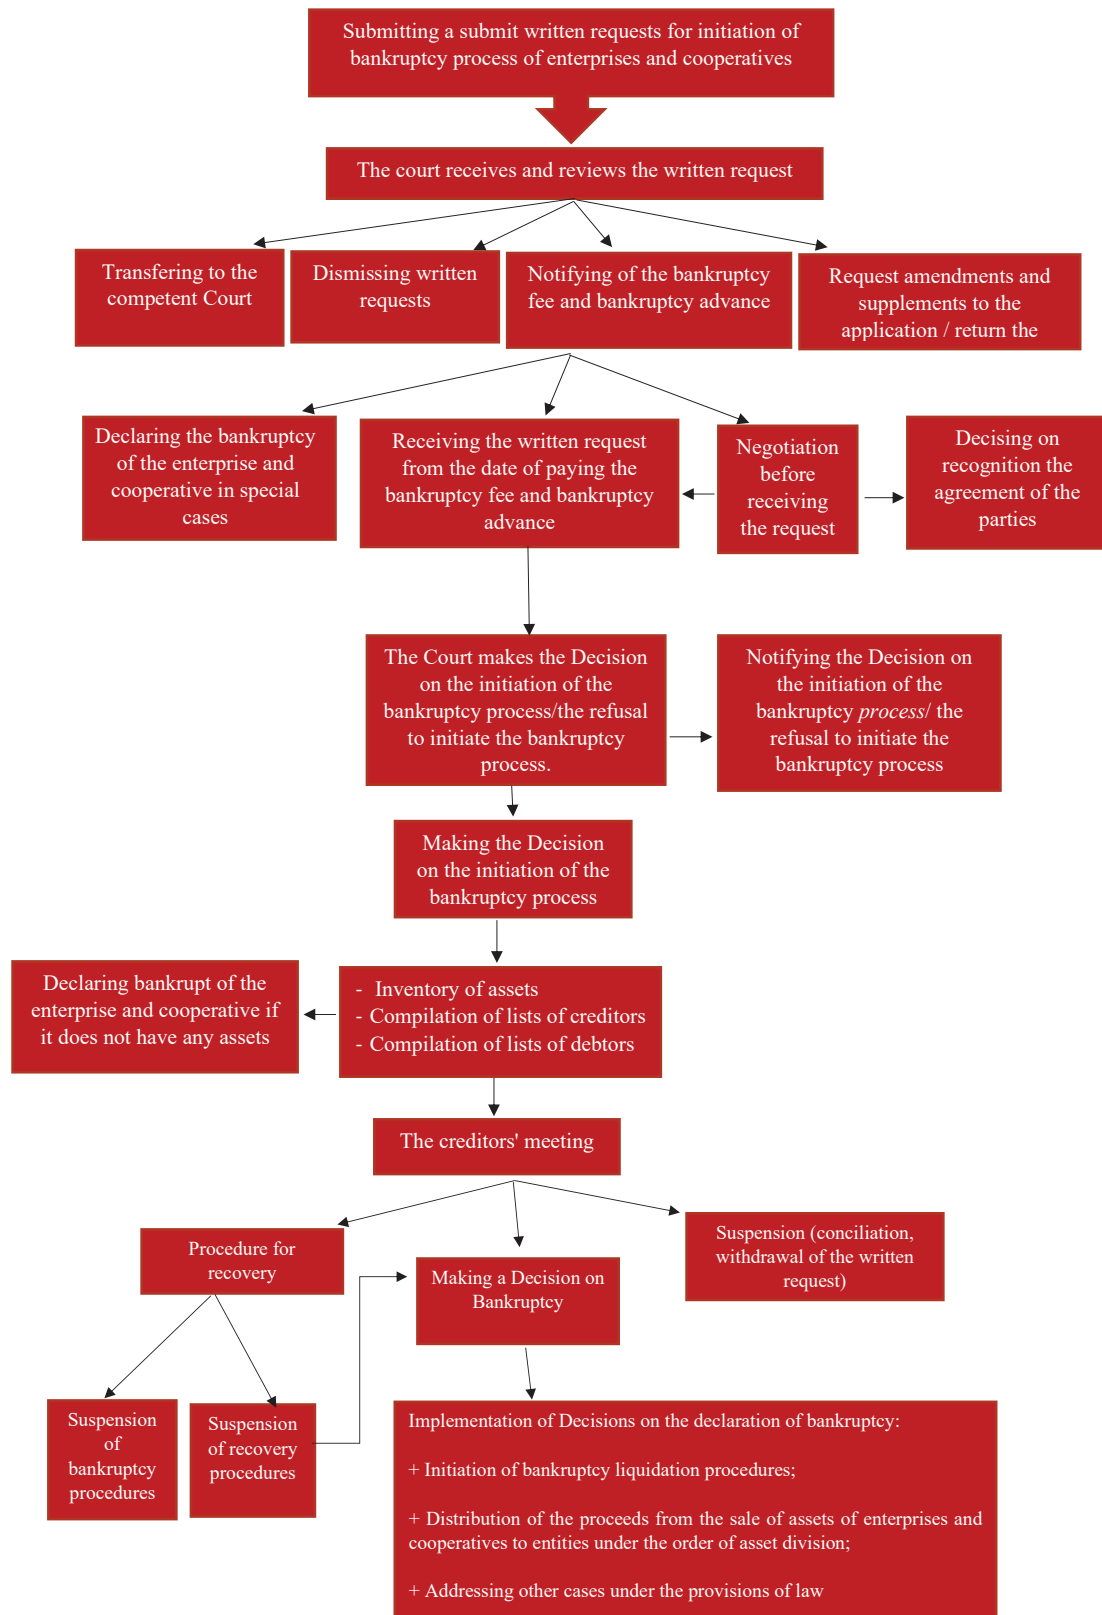 Submitting a submit written requests for initiation of
bankruptcy process of enterprises and cooperatives
The court receives and reviews the written request
Transfering to the
competent Court
Dismissing written
requests
Notifying of the bankruptcy
fee and bankruptcy advance
Request amendments and
supplements to the
application / return the
Declaring the bankruptcy
of the enterprise and
cooperative in special
cases
Receiving the written request
from the date of paying the
bankruptcy fee and bankruptcy
advance
Negotiation
before
receiving
the request
Decising on
recognition the
agreement of the
parties
The Court makes the Decision
on the initiation of the
bankruptcy process/the refusal
to initiate the bankruptcy
process.
Notifying the Decision on
the initiation of the
bankruptcy process/ the
refusal to initiate the
bankruptcy process
Making the Decision
on the initiation of the
bankruptcy process
Declaring bankrupt of the
enterprise and cooperative if
it does not have any assets
- Inventory of assets
- Compilation of lists of creditors
- Compilation of lists of debtors
The creditors' meeting
Procedure for
recovery
Making a Decision on
Bankruptcy
Suspension (conciliation,
withdrawal of the written
request)
Suspension
of
bankruptcy
procedures
Suspension
of recovery
procedures
Implementation of Decisions on the declaration of bankruptcy:
+ Initiation of bankruptcy liquidation procedures;
+ Distribution of the proceeds from the sale of assets of enterprises and
cooperatives to entities under the order of asset division;
+ Addressing other cases under the provisions of law